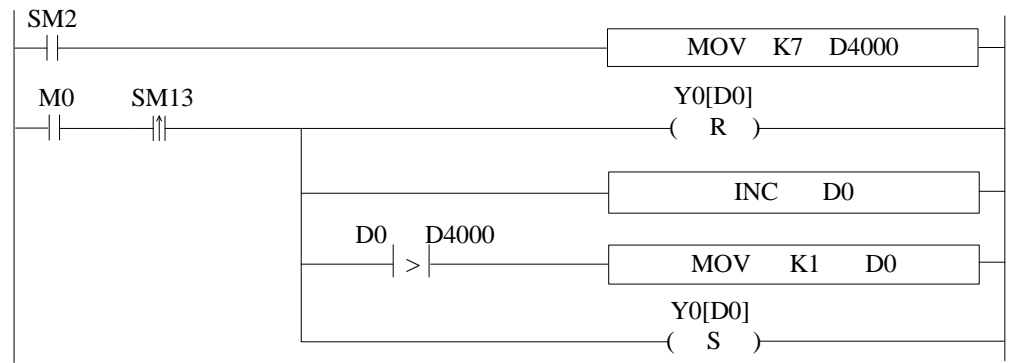 SM2
MOV K7 D4000
M0 SM13
Y0[D0]
( R )
INC D0
D0 D4000
> MOV K1 D0
Y0[D0]
( S )